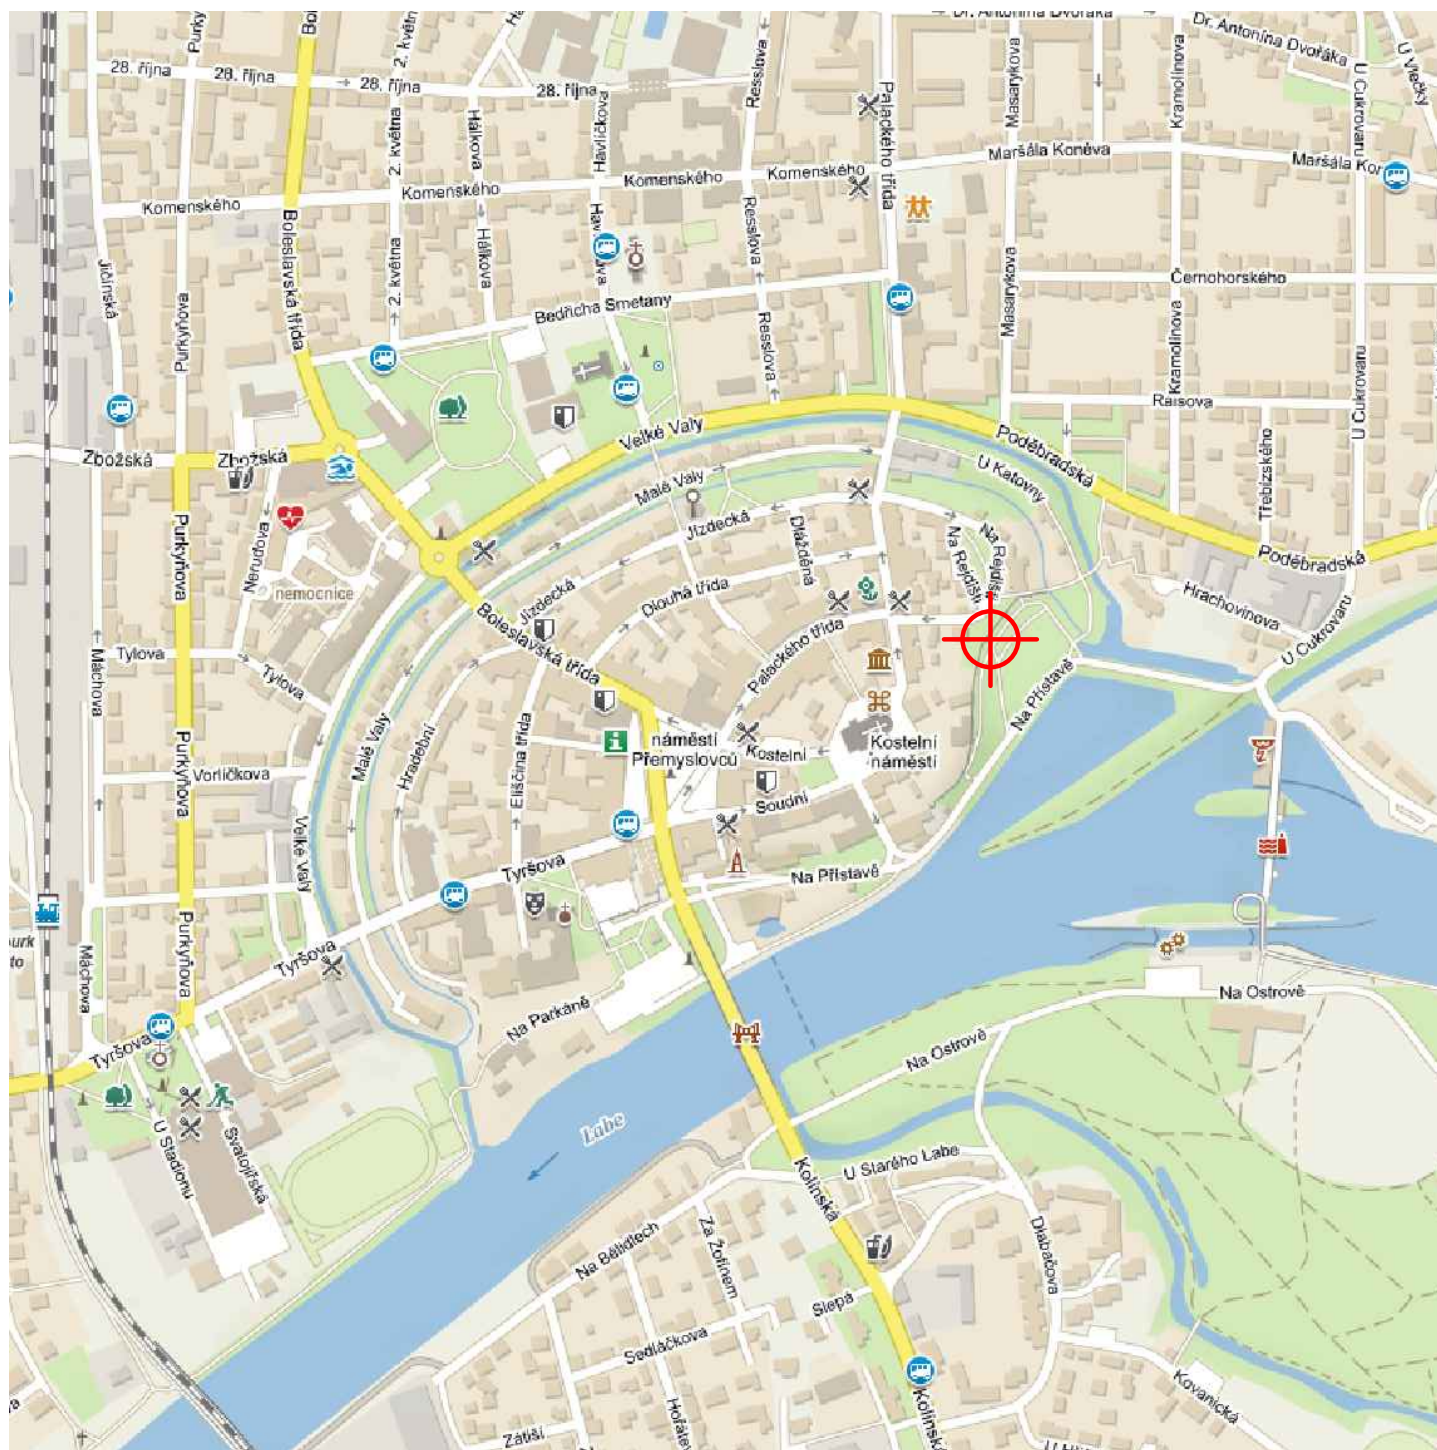 Dr. Antonína Dvořáka
Dr. Antonína Dvořáka
U Vlečky
2. května
Resslova
Masarykova
Kramolínova
U Cukrovaru
28. října
28. října
28. října
28. října
Palackého třída
Hálkova
Havlíčkova
2. května
Maršála Koněva
Komenského
Komenského
Komenského
Komenského
Boleslavská třída
Hálkova
Resslova
2. května
Jičínská
Purkyňova
Masarykova
Černohorského
Bedřicha Smetany
Resslova
Kramolínova
U Cukrovaru
Raisova
Velké Valy
Poděbradská
Zbožská
Zbožská
U Katovny
Třebízského
Malé Valy
Jízdecká
Dlážděná
Na Rejdišti
Na Rejdišti
Purkyňova
Nerudova
Poděbradská
nemocnice
Jízdecká
Dlouhá třída
Hrachovinova
Boleslavská třída
Palackého třída
U Cukrovaru
Tylova
Tylova
Máchova
Na Přístavě
Malé Valy
Hradební
Eliščina třída
náměstí
Přemyslovců
Kostelní
Kostelní
náměstí
Purkyňova
Vorlíčkova
Soudní
Velké Valy
Tyršova
Na Přístavě
Purkyňova
Tyršova
Máchova
Na Ostrově
Na Parkáně
Tyršova
Na Ostrově
Labe
U Stadionu
Svatojiřská
U Starého Labe
Kolínská
Na Bělidlech
Za Žofínem
Dlabačova
Slepá
Sedláčkova
Kovanická
Kolínská
Zátiší